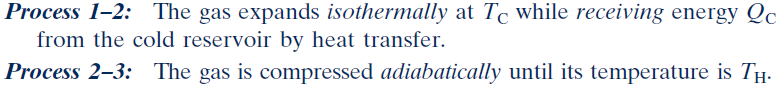 Process 1–2: The gas expands isothermally at TC while receiving energy QC
from the cold reservoir by heat transfer.
Process 2–3: The gas is compressed adiabatically until its temperature is TH.